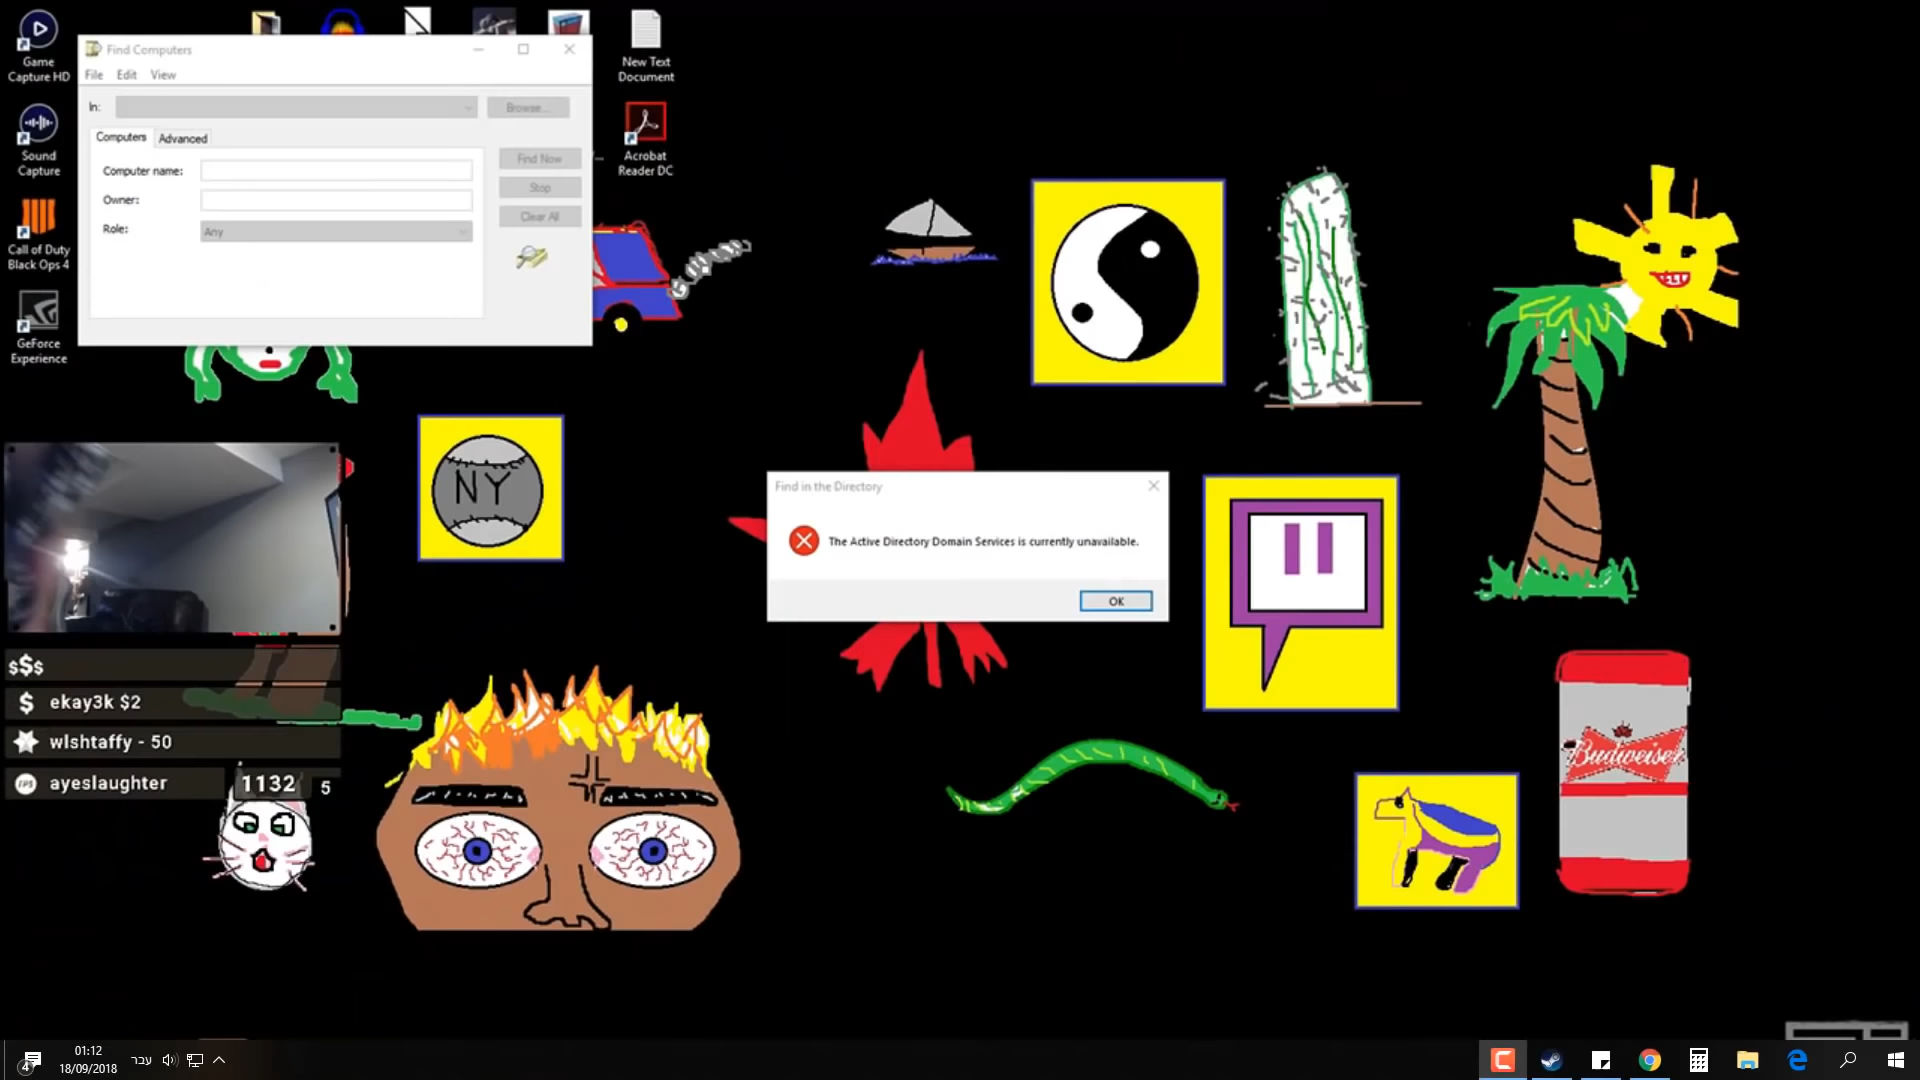 Game
Capture HD
Sound
Capture
Call of Duty
Black Ops 4
GeForce
Experience
New Text
Document
Acrobat
Reader DC
Find Computers
File Edit View
In:
Browse...
Computers Advanced
Computer name:
Owner:
Role:
Any
Find Now
Stop
Clear All
NY
Find in the Directory
The Active Directory Domain Services is currently unavailable.
OK
$$$
$ ekay3k $2
wlshtaffy - 50
ayeslaughter
1132 5
Budweiser
4
01:12
18/09/2018
עבר